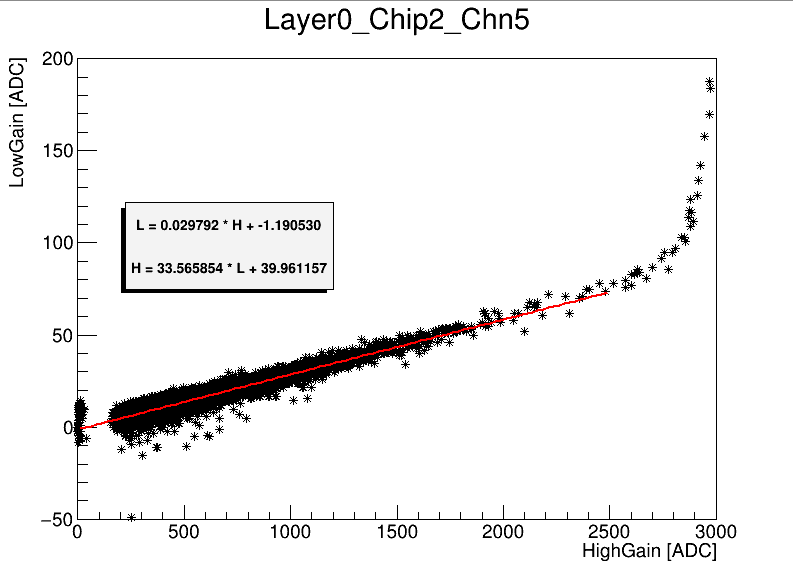 Layer0_Chip2_Chn5
LowGain [ADC]
200
150
100
50
0
−50
L = 0.029792 * H + -1.190530
H = 33.565854 * L + 39.961157
0 500 1000 1500 2000 2500 3000
HighGain [ADC]